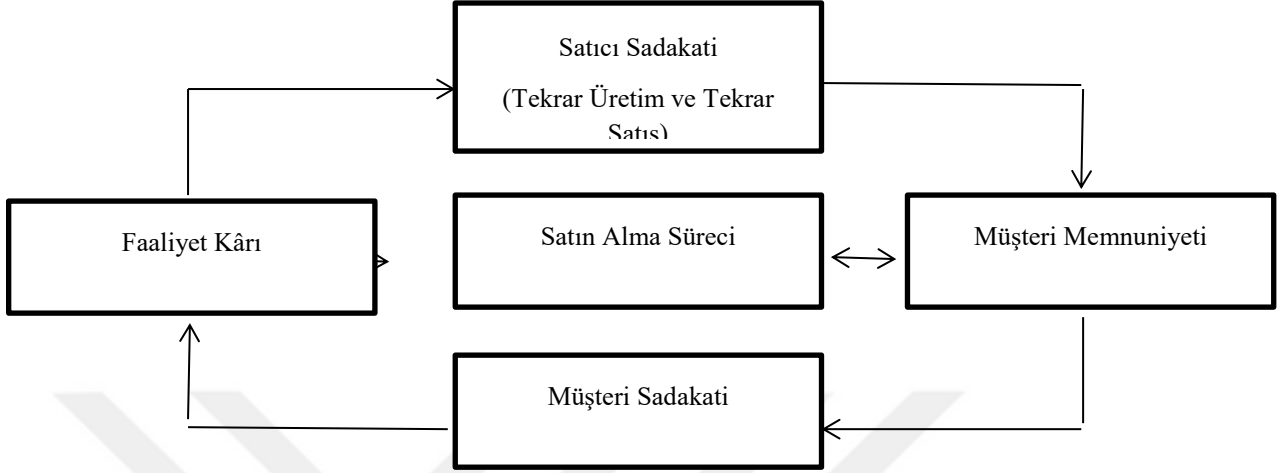 Satıcı Sadakati
(Tekrar Üretim ve Tekrar
Satış)
Faaliyet Kârı
Satın Alma Süreci
Müşteri Memnuniyeti
Müşteri Sadakati